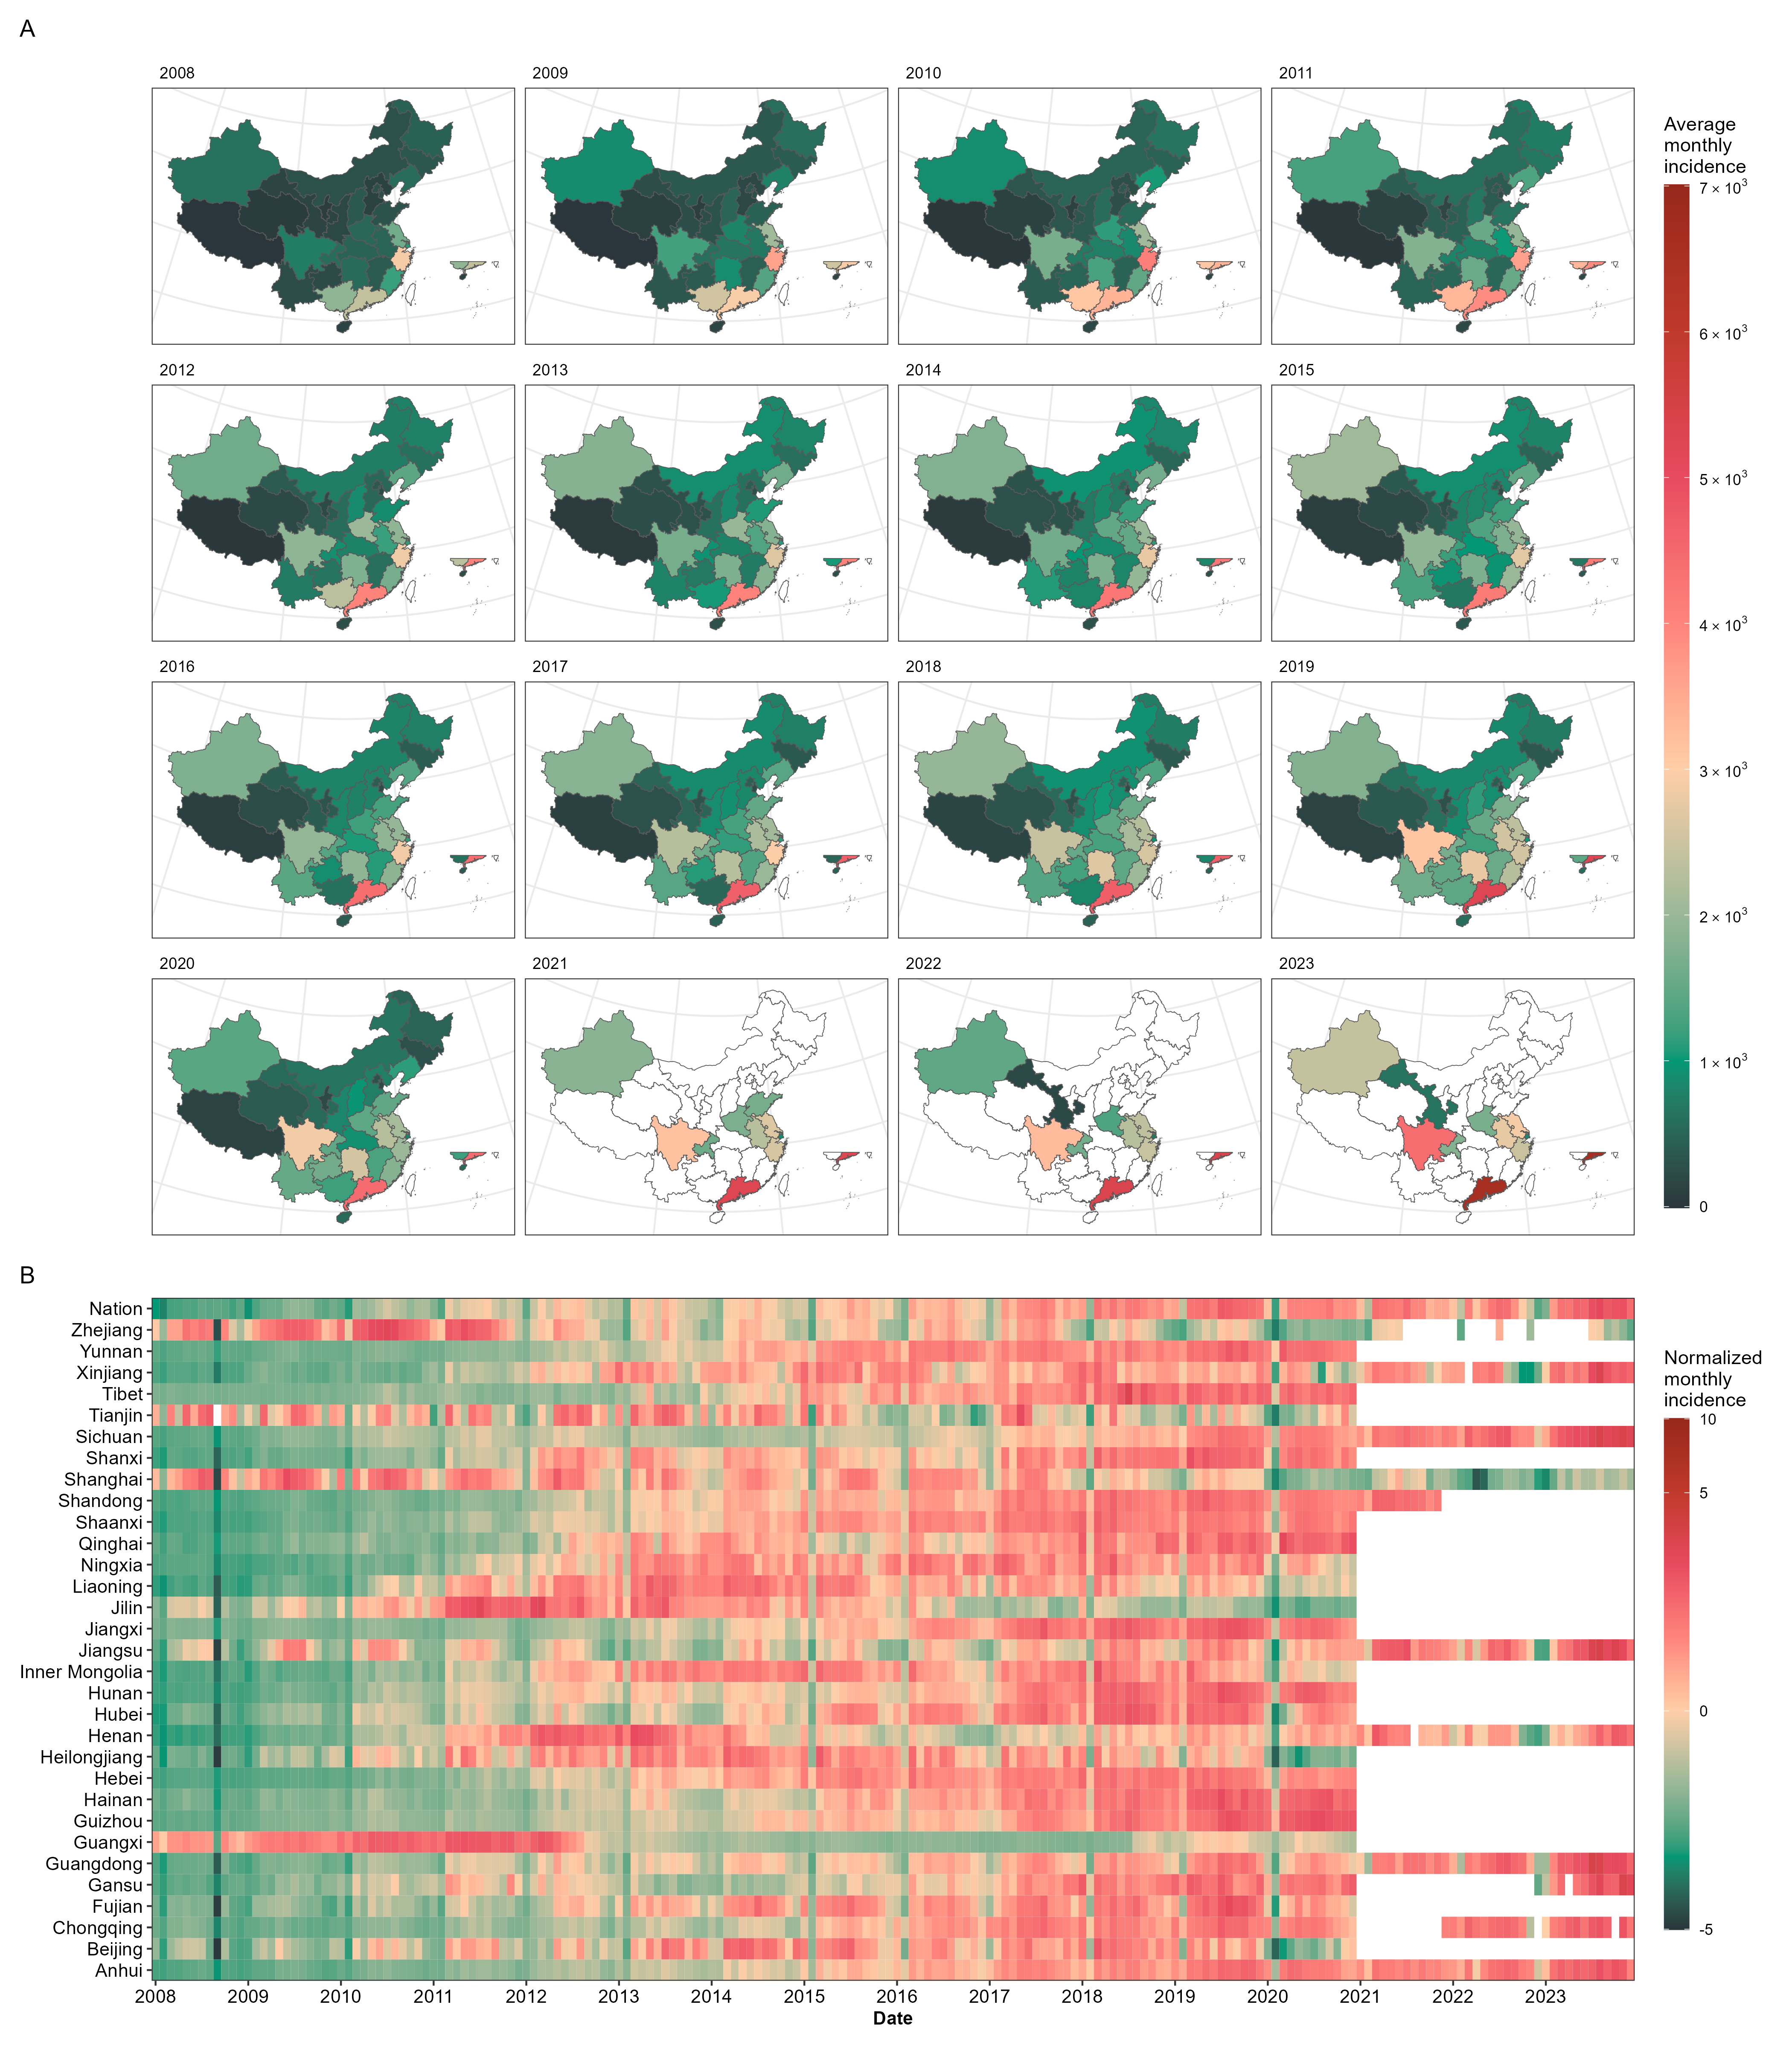 A
2008
2009
2010
2011
Average
monthly
incidence
7 × 10³
6 × 10³
5 × 10³
4 × 10³
3 × 10³
2 × 10³
1 × 10³
0
2012
2013
2014
2015
2016
2017
2018
2019
2020
2021
2022
2023
B
Nation
Zhejiang
Yunnan
Xinjiang
Tibet
Tianjin
Sichuan
Shanxi
Shanghai
Shandong
Shaanxi
Qinghai
Ningxia
Liaoning
Jilin
Jiangxi
Jiangsu
Inner Mongolia
Hunan
Hubei
Henan
Heilongjiang
Hebei
Hainan
Guizhou
Guangxi
Guangdong
Gansu
Fujian
Chongqing
Beijing
Anhui
2008 2009 2010 2011 2012 2013 2014 2015 2016 2017 2018 2019 2020 2021 2022 2023
Date
Normalized
monthly
incidence
10
5
0
-5